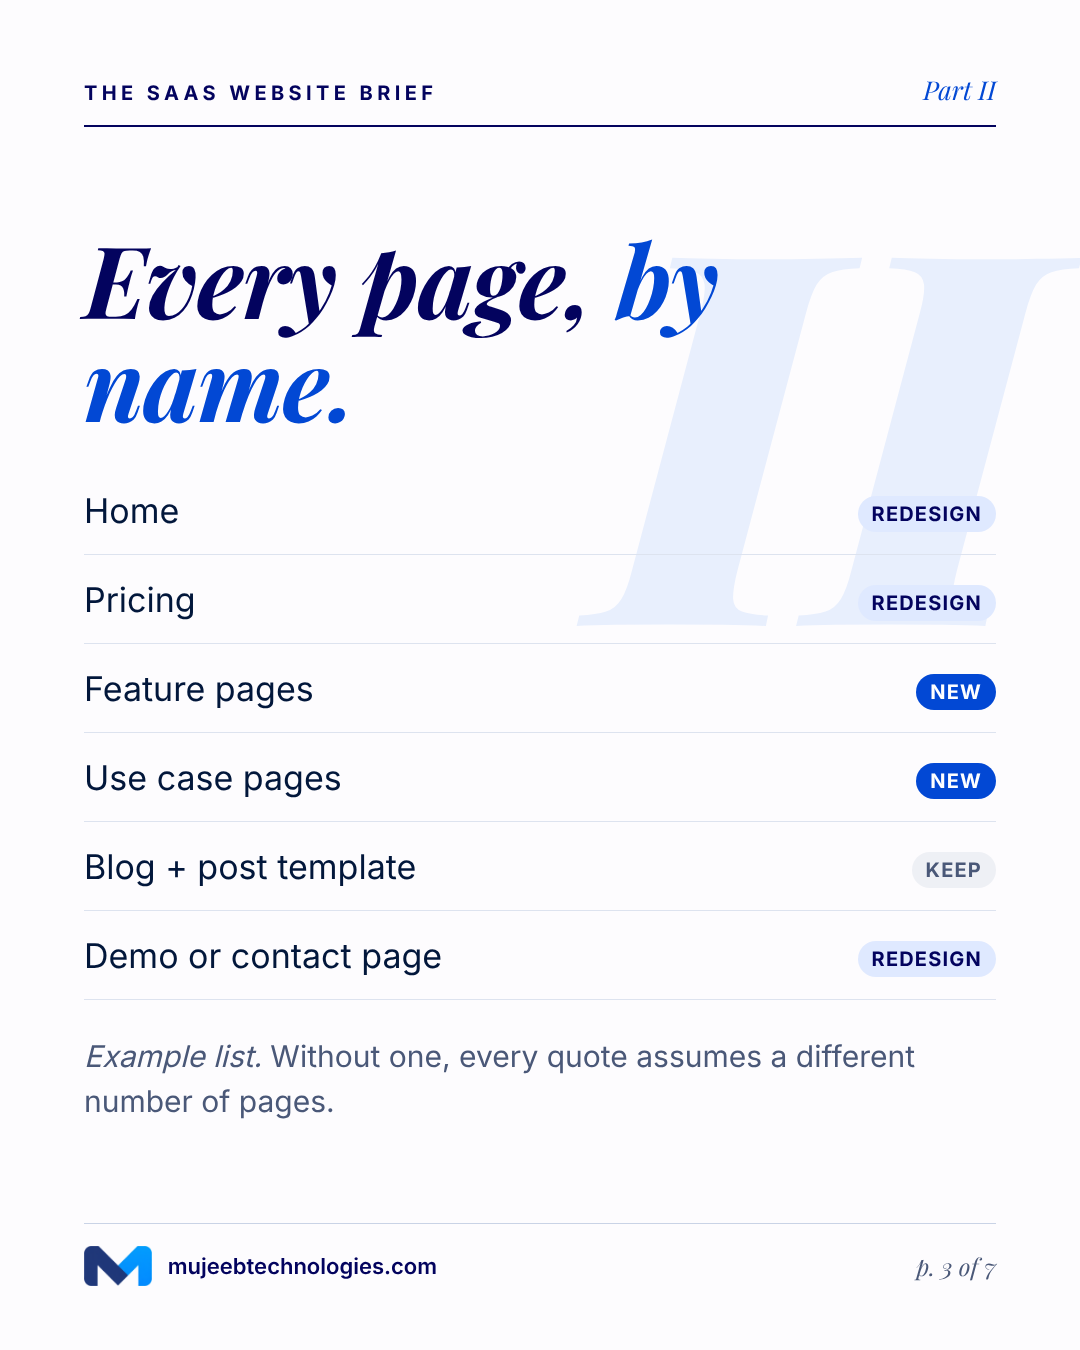 THE SAAS WEBSITE BRIEF
Part II
II
Every page, by
name.
Home
REDESIGN
Pricing
REDESIGN
Feature pages
NEW
Use case pages
NEW
Blog + post template
KEEP
Demo or contact page
REDESIGN
Example list. Without one, every quote assumes a different
number of pages.
mujeebtechnologies.com
p. 3 of 7